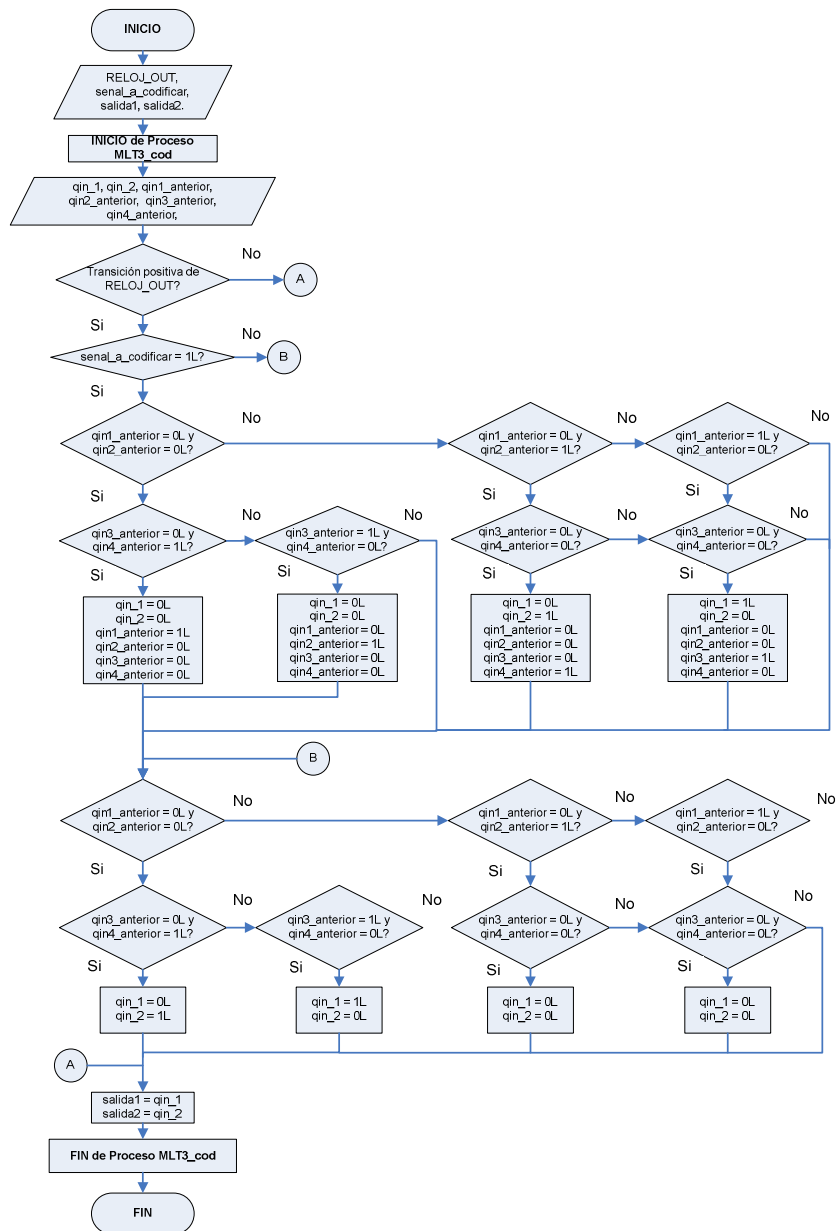 INICIO
RELOJ_OUT,
senal_a_codificar,
salida1, salida2.
INICIO de Proceso
MLT3_cod
qin_1, qin_2, qin1_anterior,
qin2_anterior, qin3_anterior,
qin4_anterior,
Transición positiva de
RELOJ_OUT?
No
A
Si
senal_a_codificar = 1L?
No
B
Si
qin1_anterior = 0L y
qin2_anterior = 0L?
No
qin1_anterior = 0L y
qin2_anterior = 1L?
No
qin1_anterior = 1L y
qin2_anterior = 0L?
No
Si
Si
Si
qin3_anterior = 0L y
qin4_anterior = 1L?
No
qin3_anterior = 1L y
qin4_anterior = 0L?
No
qin3_anterior = 0L y
qin4_anterior = 0L?
No
qin3_anterior = 0L y
qin4_anterior = 0L?
No
Si
Si
Si
Si
qin_1 = 0L
qin_2 = 0L
qin1_anterior = 1L
qin2_anterior = 0L
qin3_anterior = 0L
qin4_anterior = 0L
qin_1 = 0L
qin_2 = 0L
qin1_anterior = 0L
qin2_anterior = 1L
qin3_anterior = 0L
qin4_anterior = 0L
qin_1 = 0L
qin_2 = 1L
qin1_anterior = 0L
qin2_anterior = 0L
qin3_anterior = 0L
qin4_anterior = 1L
qin_1 = 1L
qin_2 = 0L
qin1_anterior = 0L
qin2_anterior = 0L
qin3_anterior = 1L
qin4_anterior = 0L
B
qin1_anterior = 0L y
qin2_anterior = 0L?
No
qin1_anterior = 0L y
qin2_anterior = 1L?
No
qin1_anterior = 1L y
qin2_anterior = 0L?
No
Si
Si
Si
qin3_anterior = 0L y
qin4_anterior = 1L?
No
qin3_anterior = 1L y
qin4_anterior = 0L?
No
qin3_anterior = 0L y
qin4_anterior = 0L?
No
qin3_anterior = 0L y
qin4_anterior = 0L?
No
Si
Si
Si
Si
qin_1 = 0L
qin_2 = 1L
qin_1 = 1L
qin_2 = 0L
qin_1 = 0L
qin_2 = 0L
qin_1 = 0L
qin_2 = 0L
A
salida1 = qin_1
salida2 = qin_2
FIN de Proceso MLT3_cod
FIN